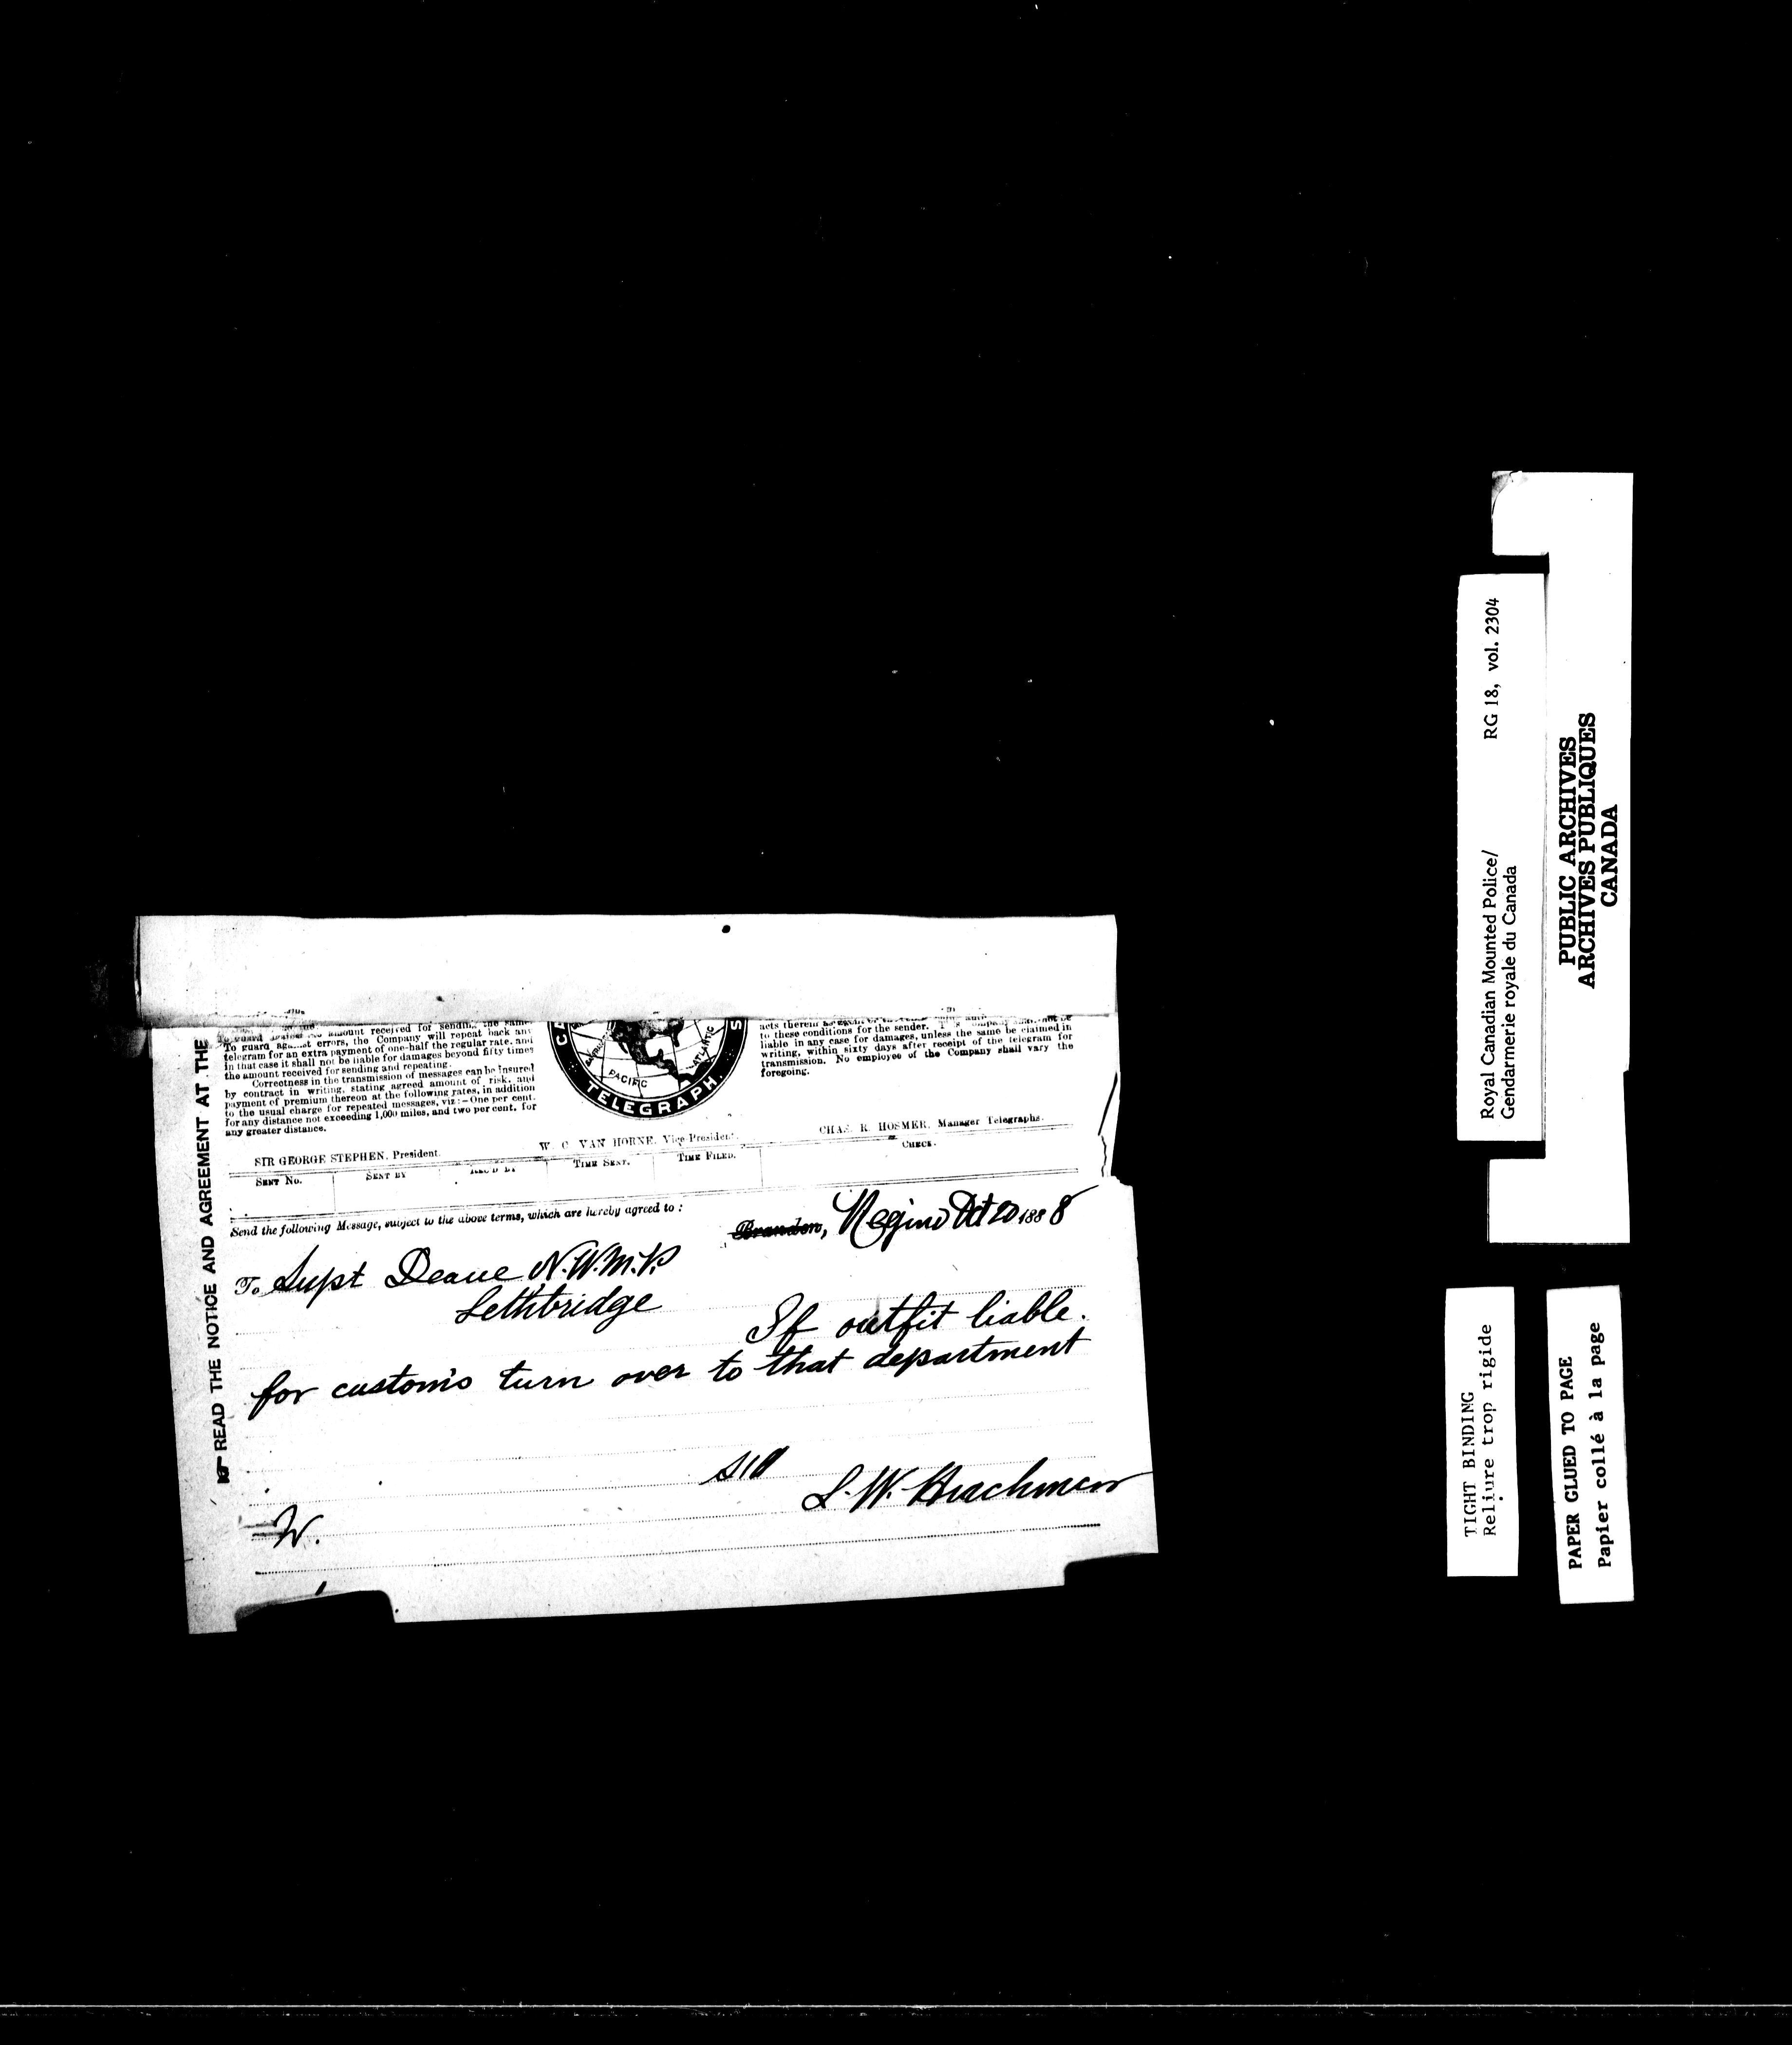 amount received for sending the same.
To guard against errors, the Company will repeat back any
telegram for an extra payment of one-half the regular rate, and
in that case it shall not be liable for damages beyond fifty times
the amount received for sending and repeating.
Correctness in the transmission of messages can be insured
by contract in writing, stating agreed amount of risk, and
payment of premium thereon at the following rates, in addition
to the usual charge for repeated messages, viz:—One per cent.
for any distance not exceeding 1,000 miles, and two per cent. for
any greater distance.
PACIFIC
ATLANTIC
TELEGRAPH.
acts therein
to these conditions for the sender.
liable in any case for damages, unless the same be claimed in
writing, within sixty days after receipt of the telegram for
transmission. No employee of the Company shall vary the
foregoing.
SIR GEORGE STEPHEN, President.
W. C. VAN HORNE, Vice-President.
CHAS. R. HOSMER, Manager Telegraphs.
SENT No.
SENT BY
REC'D BY
TIME SENT.
TIME FILED.
CHECK.
Send the following Message, subject to the above terms, which are hereby agreed to:
Brandon, Regina Oct 20 1888
To Supt Deane N.W.M.P.
Lethbridge
If outfit liable
for customs turn over to that department
L. W. Herchmer
W.
READ THE NOTICE AND AGREEMENT AT THE
Royal Canadian Mounted Police/ RG 18, vol. 2304
Gendarmerie royale du Canada
PUBLIC ARCHIVES
ARCHIVES PUBLIQUES
CANADA
TIGHT BINDING
Reliure trop rigide
PAPER GLUED TO PAGE
Papier collé à la page